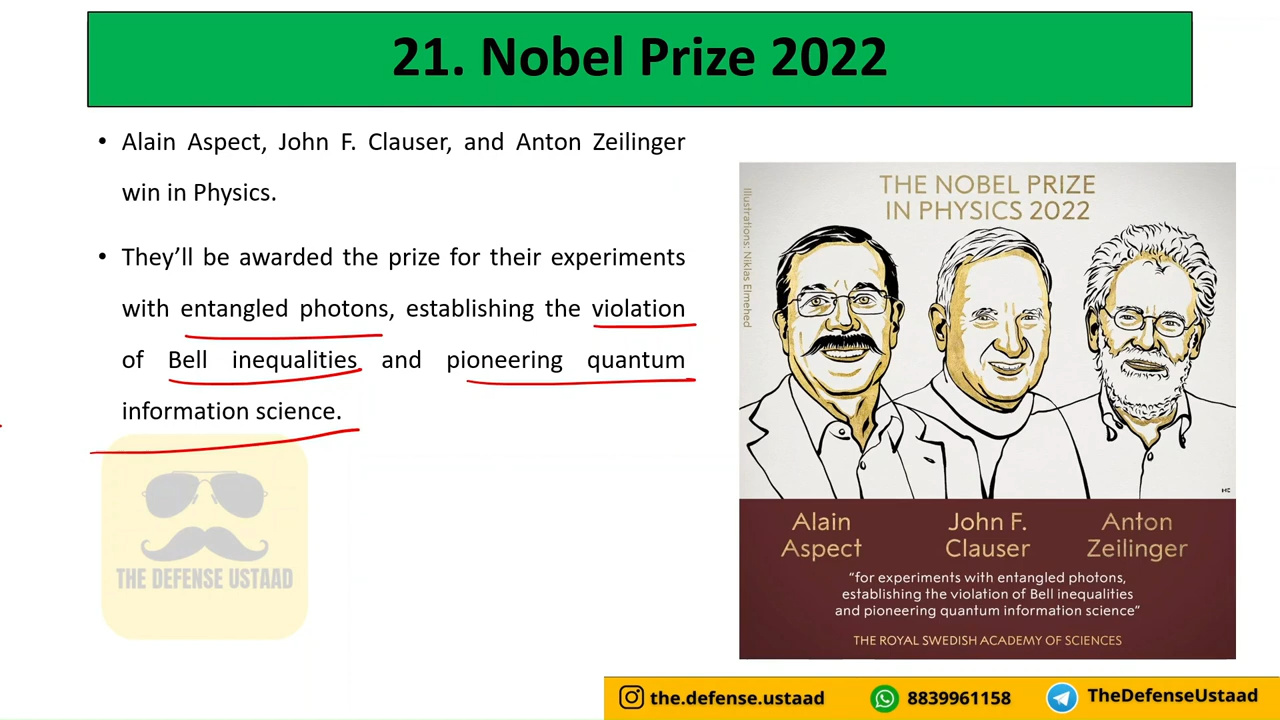 21. Nobel Prize 2022
• Alain Aspect, John F. Clauser, and Anton Zeilinger
win in Physics.
• They’ll be awarded the prize for their experiments
with entangled photons, establishing the violation
of Bell inequalities and pioneering quantum
information science.
THE DEFENSE USTAAD
THE NOBEL PRIZE
IN PHYSICS 2022
Illustrations: Niklas Elmehed
Alain
Aspect
John F.
Clauser
Anton
Zeilinger
“for experiments with entangled photons,
establishing the violation of Bell inequalities
and pioneering quantum information science”
THE ROYAL SWEDISH ACADEMY OF SCIENCES
the.defense.ustaad
8839961158
TheDefenseUstaad